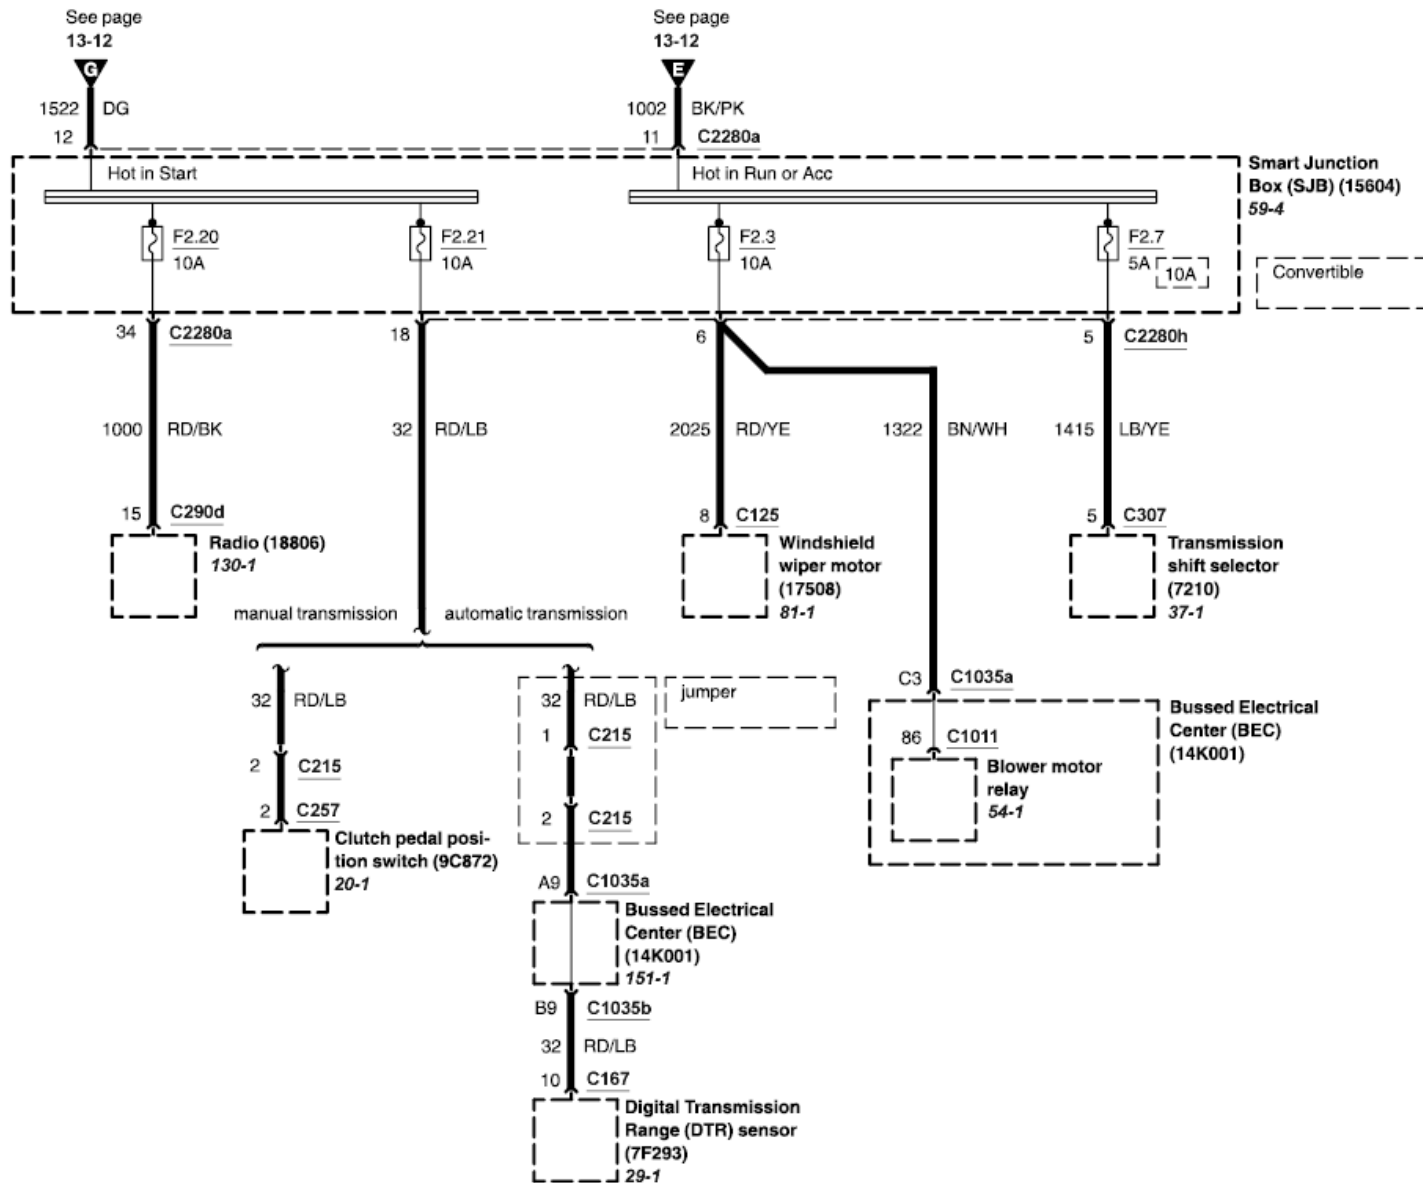 See page
13-12
G
1522 DG
12
See page
13-12
E
1002 BK/PK
11 C2280a
Hot in Start
Hot in Run or Acc
Smart Junction
Box (SJB) (15604)
59-4
F2.20
10A
F2.21
10A
F2.3
10A
F2.7
5A
10A
Convertible
34 C2280a
18
6
5 C2280h
1000 RD/BK
32 RD/LB
2025 RD/YE
1322 BN/WH
1415 LB/YE
15 C290d
Radio (18806)
130-1
8 C125
Windshield
wiper motor
(17508)
81-1
5 C307
Transmission
shift selector
(7210)
37-1
manual transmission
automatic transmission
32 RD/LB
2 C215
2 C257
Clutch pedal posi-
tion switch (9C872)
20-1
32 RD/LB
jumper
1 C215
2 C215
A9 C1035a
Bussed Electrical
Center (BEC)
(14K001)
151-1
B9 C1035b
32 RD/LB
10 C167
Digital Transmission
Range (DTR) sensor
(7F293)
29-1
C3 C1035a
Bussed Electrical
Center (BEC)
(14K001)
86 C1011
Blower motor
relay
54-1